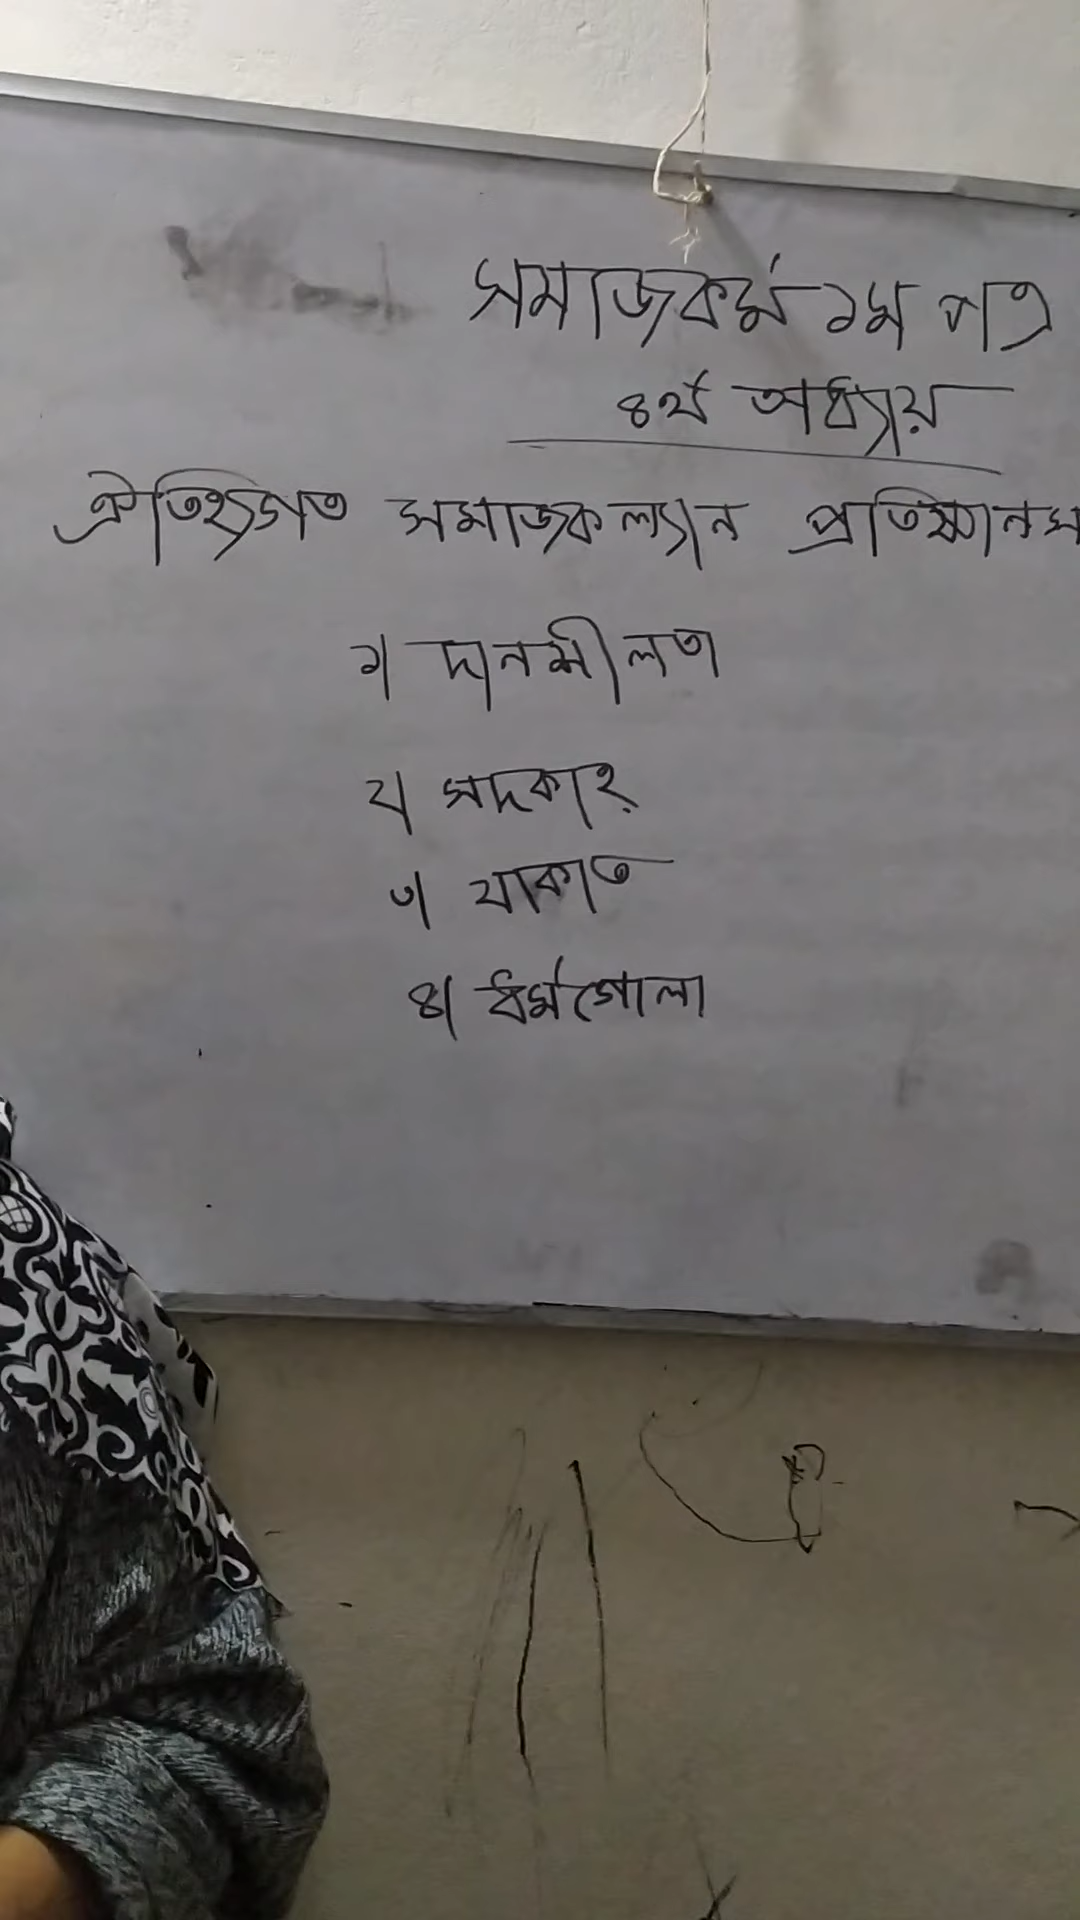 সমাজকর্ম ১ম পত্র
৪র্থ অধ্যায়
ঐতিহ্যগত সমাজকল্যান প্রতিষ্ঠানস
১। দানশীলতা
২। সদকাহ্
৩। যাকাত
৪। ধর্মগোলা